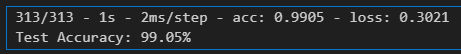 313/313 - 1s - 2ms/step - acc: 0.9905 - loss: 0.3021
Test Accuracy: 99.05%